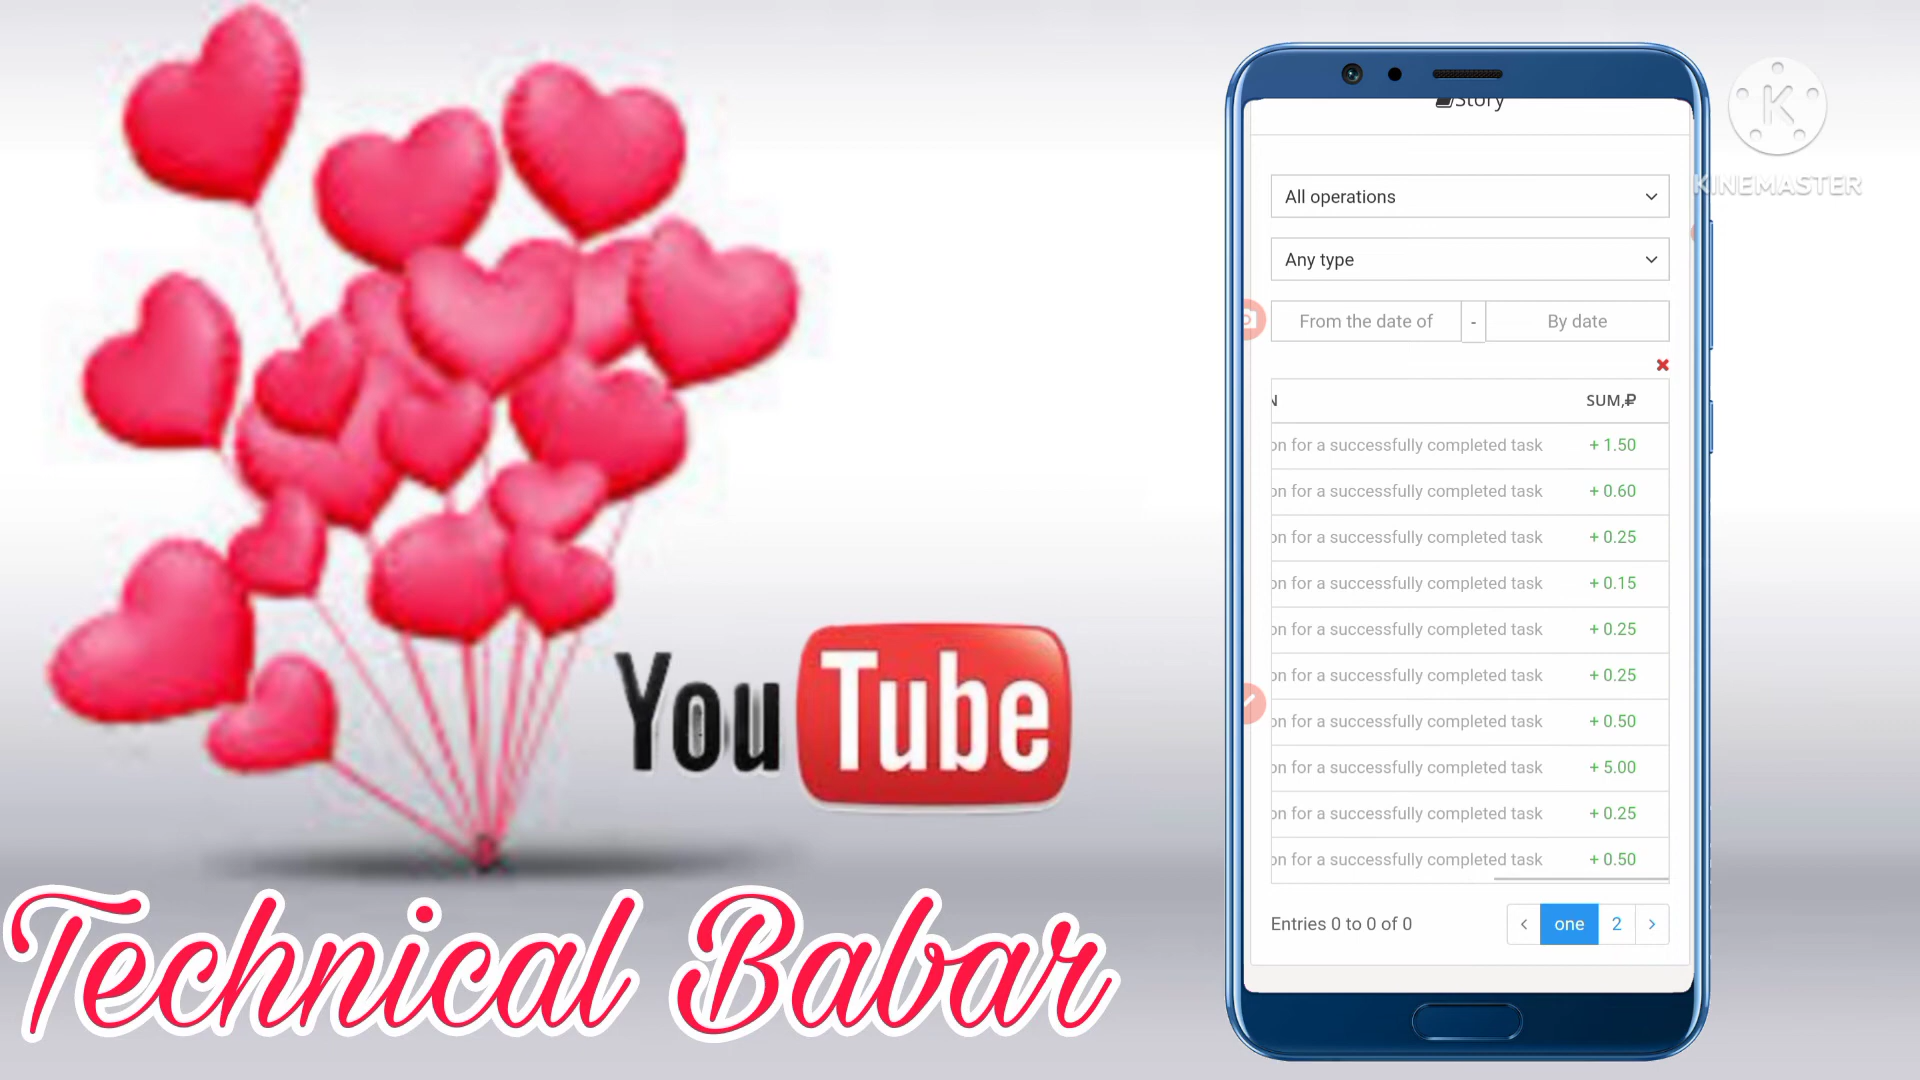 Story
KINEMASTER
All operations
Any type
From the date of - By date
N SUM,₽
on for a successfully completed task + 1.50
on for a successfully completed task + 0.60
on for a successfully completed task + 0.25
on for a successfully completed task + 0.15
on for a successfully completed task + 0.25
on for a successfully completed task + 0.25
on for a successfully completed task + 0.50
on for a successfully completed task + 5.00
on for a successfully completed task + 0.25
on for a successfully completed task + 0.50
Entries 0 to 0 of 0 one 2
YouTube
Technical Babar